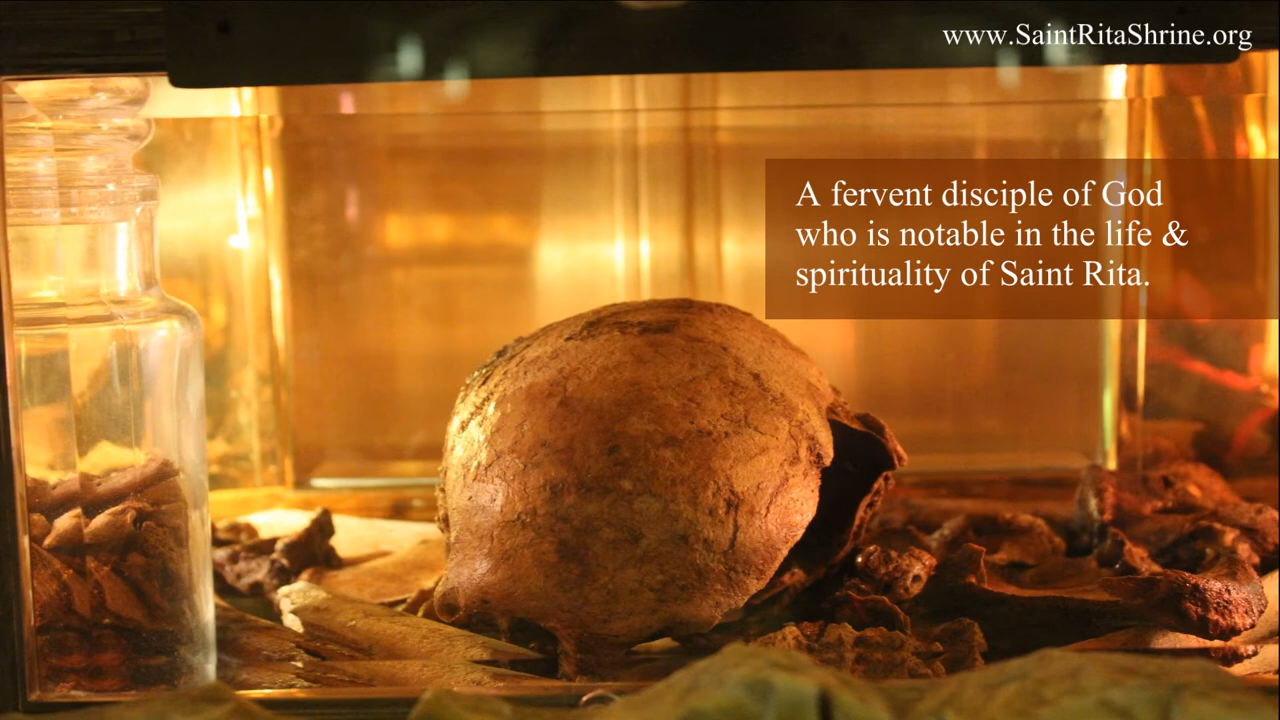 www.SaintRitaShrine.org
A fervent disciple of God
who is notable in the life &
spirituality of Saint Rita.